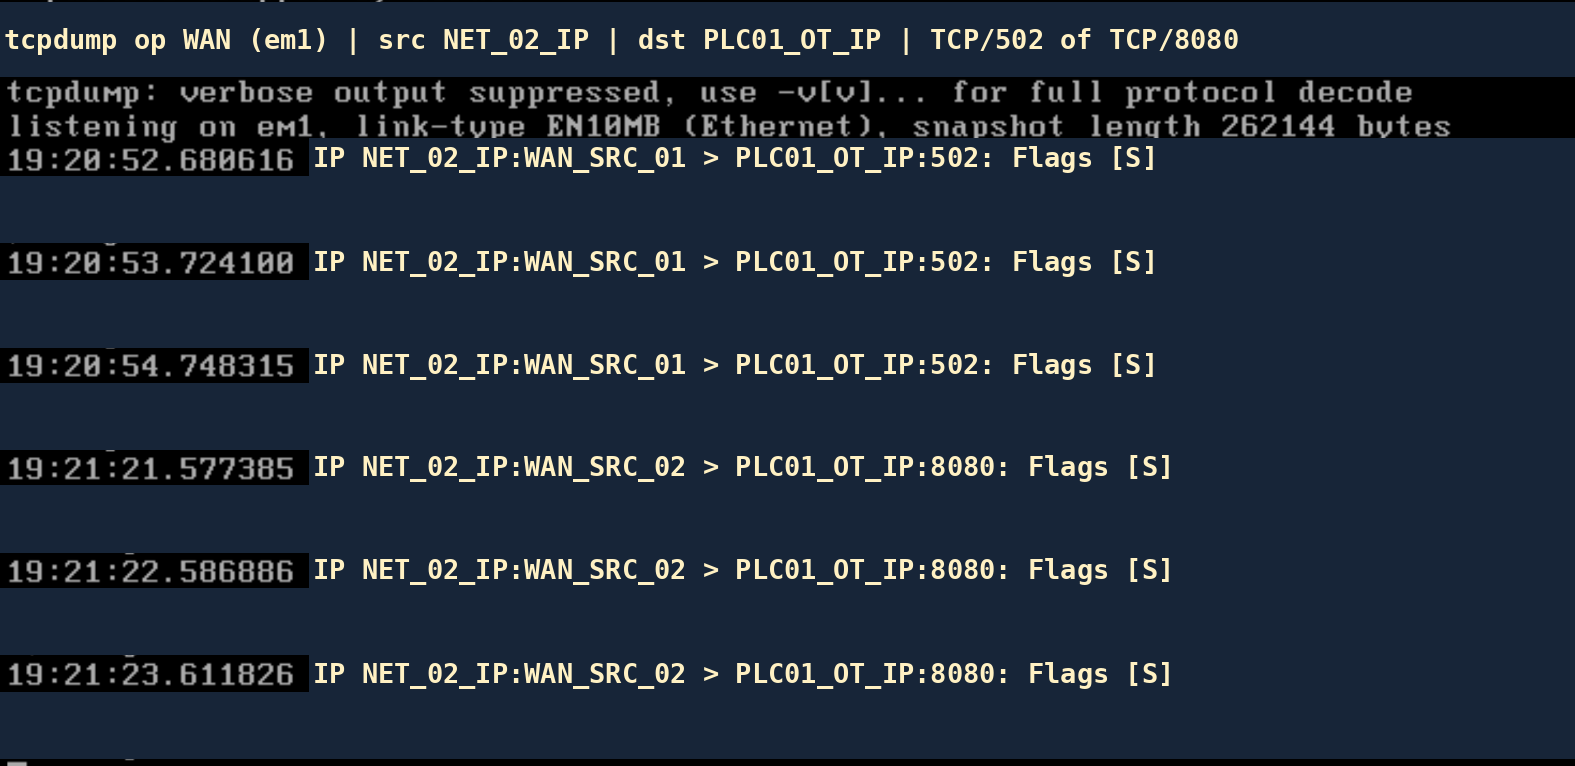 tcpdump op WAN (em1) | src NET_02_IP | dst PLC01_OT_IP | TCP/502 of TCP/8080
tcpdump: verbose output suppressed, use -v[v]... for full protocol decode
listening on em1, link-type EN10MB (Ethernet), snapshot length 262144 bytes
19:20:52.680616 IP NET_02_IP:WAN_SRC_01 > PLC01_OT_IP:502: Flags [S]
19:20:53.724100 IP NET_02_IP:WAN_SRC_01 > PLC01_OT_IP:502: Flags [S]
19:20:54.748315 IP NET_02_IP:WAN_SRC_01 > PLC01_OT_IP:502: Flags [S]
19:21:21.577385 IP NET_02_IP:WAN_SRC_02 > PLC01_OT_IP:8080: Flags [S]
19:21:22.586886 IP NET_02_IP:WAN_SRC_02 > PLC01_OT_IP:8080: Flags [S]
19:21:23.611826 IP NET_02_IP:WAN_SRC_02 > PLC01_OT_IP:8080: Flags [S]